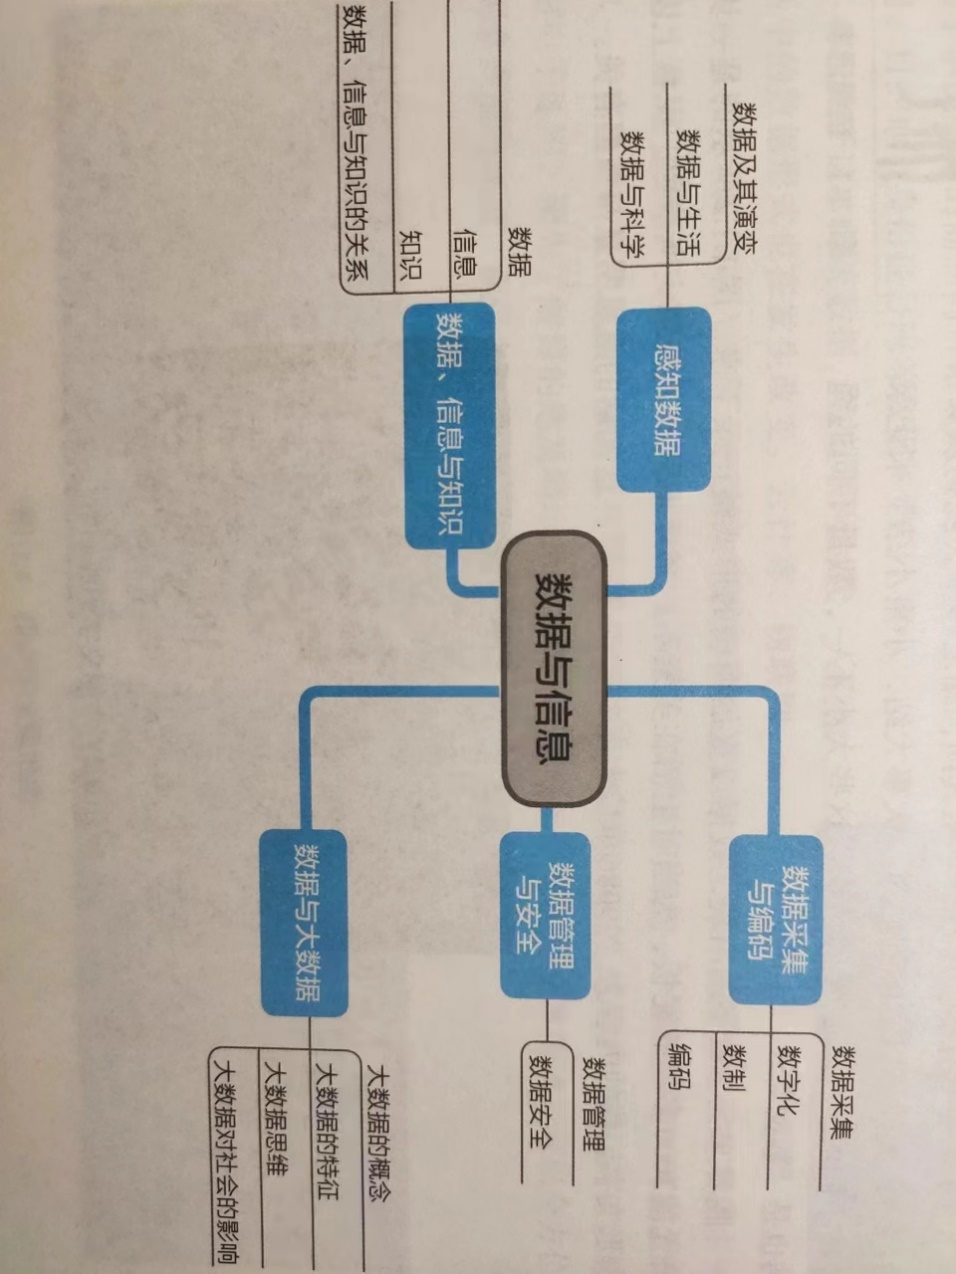 数据与信息
感知数据
数据及其演变
数据与生活
数据与科学
数据、信息与知识
数据
信息
知识
数据、信息与知识的关系
数据采集
与编码
数据采集
数字化
数制
编码
数据管理
与安全
数据管理
数据安全
数据与大数据
大数据的概念
大数据的特征
大数据思维
大数据对社会的影响